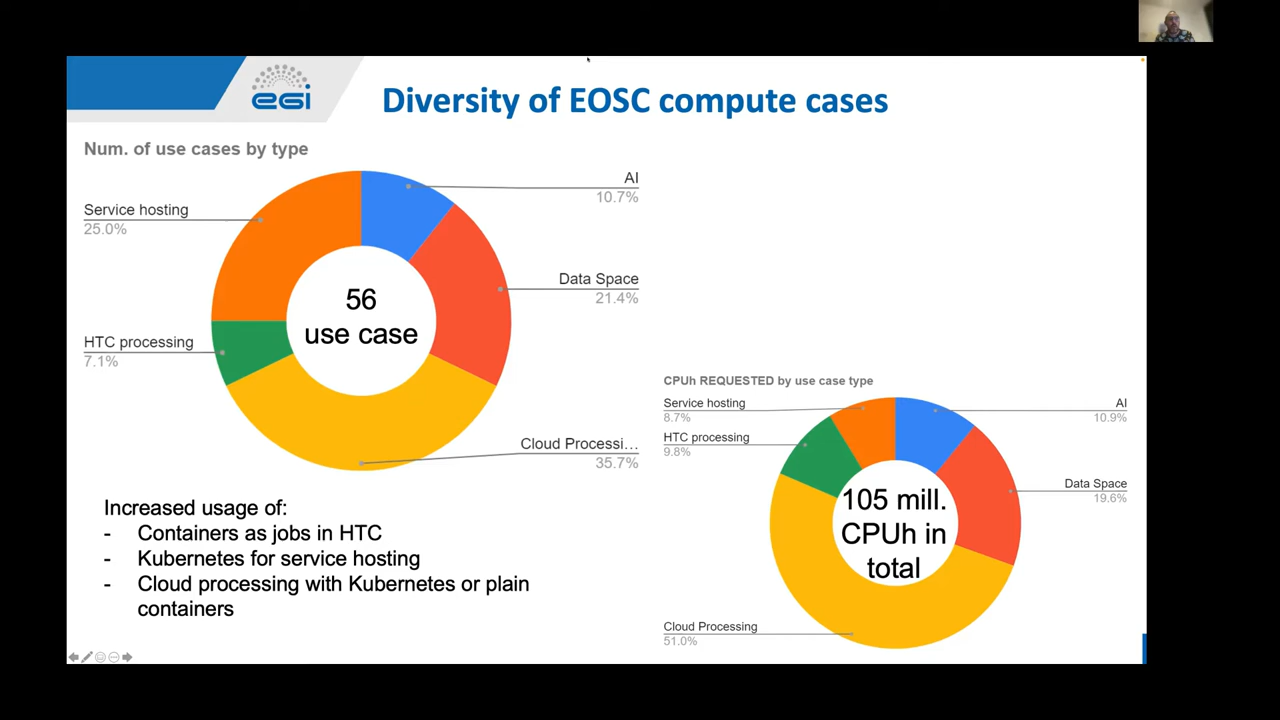 egi
Diversity of EOSC compute cases
Num. of use cases by type
AI
10.7%
Service hosting
25.0%
Data Space
21.4%
56
use case
HTC processing
7.1%
Cloud Processi...
35.7%
Increased usage of:
- Containers as jobs in HTC
- Kubernetes for service hosting
- Cloud processing with Kubernetes or plain
containers
CPUh REQUESTED by use case type
Service hosting
8.7%
AI
10.9%
HTC processing
9.8%
Data Space
19.6%
105 mill.
CPUh in
total
Cloud Processing
51.0%